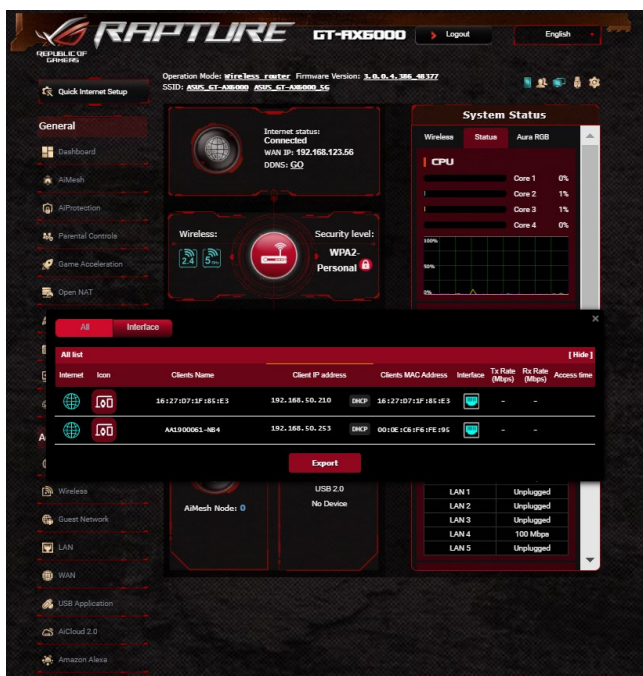 REPUBLIC OF
GAMERS
RAPTURE
GT-AX6000
Logout
English
Quick Internet Setup
Operation Mode: Wireless router Firmware Version: 3.0.0.4.386_48377
SSID: ASUS_GT-AX6000 ASUS_GT-AX6000_5G
General
Dashboard
AiMesh
AiProtection
Parental Controls
Game Acceleration
Open NAT
Internet status:
Connected
WAN IP: 192.168.123.56
DDNS: GO
Wireless:
2.4
5
Security level:
WPA2-
Personal
System Status
Wireless Status Aura RGB
CPU
Core 1 0%
Core 2 1%
Core 3 1%
Core 4 0%
100%
50%
0%
All Interface
All list [ Hide ]
Internet Icon Clients Name Client IP address Clients MAC Address Interface Tx Rate (Mbps) Rx Rate (Mbps) Access time
16:27:D7:1F:85:E3 192.168.50.210 DHCP 16:27:D7:1F:85:E3 - -
AA1900061-NB4 192.168.50.253 DHCP 00:0E:C6:F6:FE:95 - -
Export
Wireless
Guest Network
LAN
WAN
USB Application
AiCloud 2.0
Amazon Alexa
AiMesh Node: 0
USB 2.0
No Device
LAN 1 Unplugged
LAN 2 Unplugged
LAN 3 Unplugged
LAN 4 100 Mbps
LAN 5 Unplugged